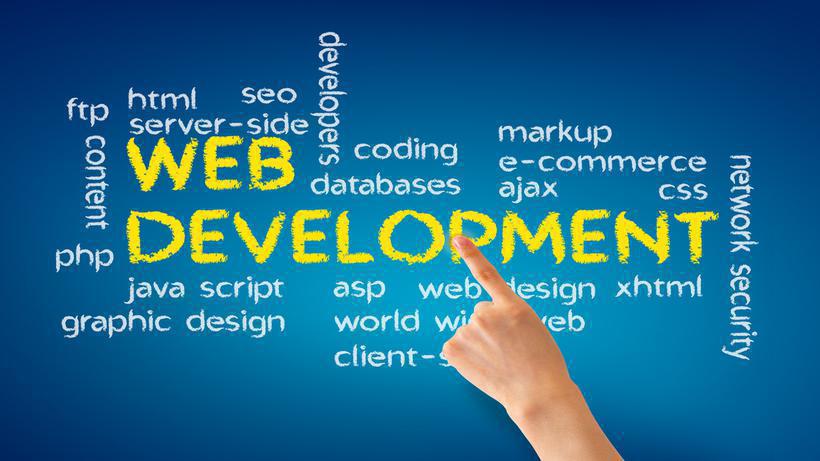 developers
ftp
html
seo
server-side
content
WEB
coding
databases
markup
e-commerce
ajax
css
network security
DEVELOPMENT
php
java script
asp
web design
xhtml
graphic design
world
web